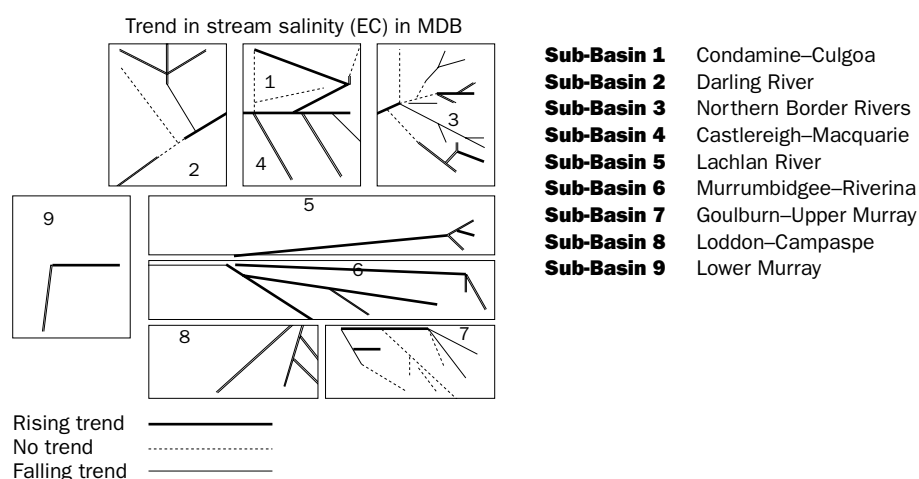 Trend in stream salinity (EC) in MDB
1
2
3
4
5
6
7
8
9
Sub-Basin 1 Condamine–Culgoa
Sub-Basin 2 Darling River
Sub-Basin 3 Northern Border Rivers
Sub-Basin 4 Castlereigh–Macquarie
Sub-Basin 5 Lachlan River
Sub-Basin 6 Murrumbidgee–Riverina
Sub-Basin 7 Goulburn–Upper Murray
Sub-Basin 8 Loddon–Campaspe
Sub-Basin 9 Lower Murray
Rising trend
No trend
Falling trend